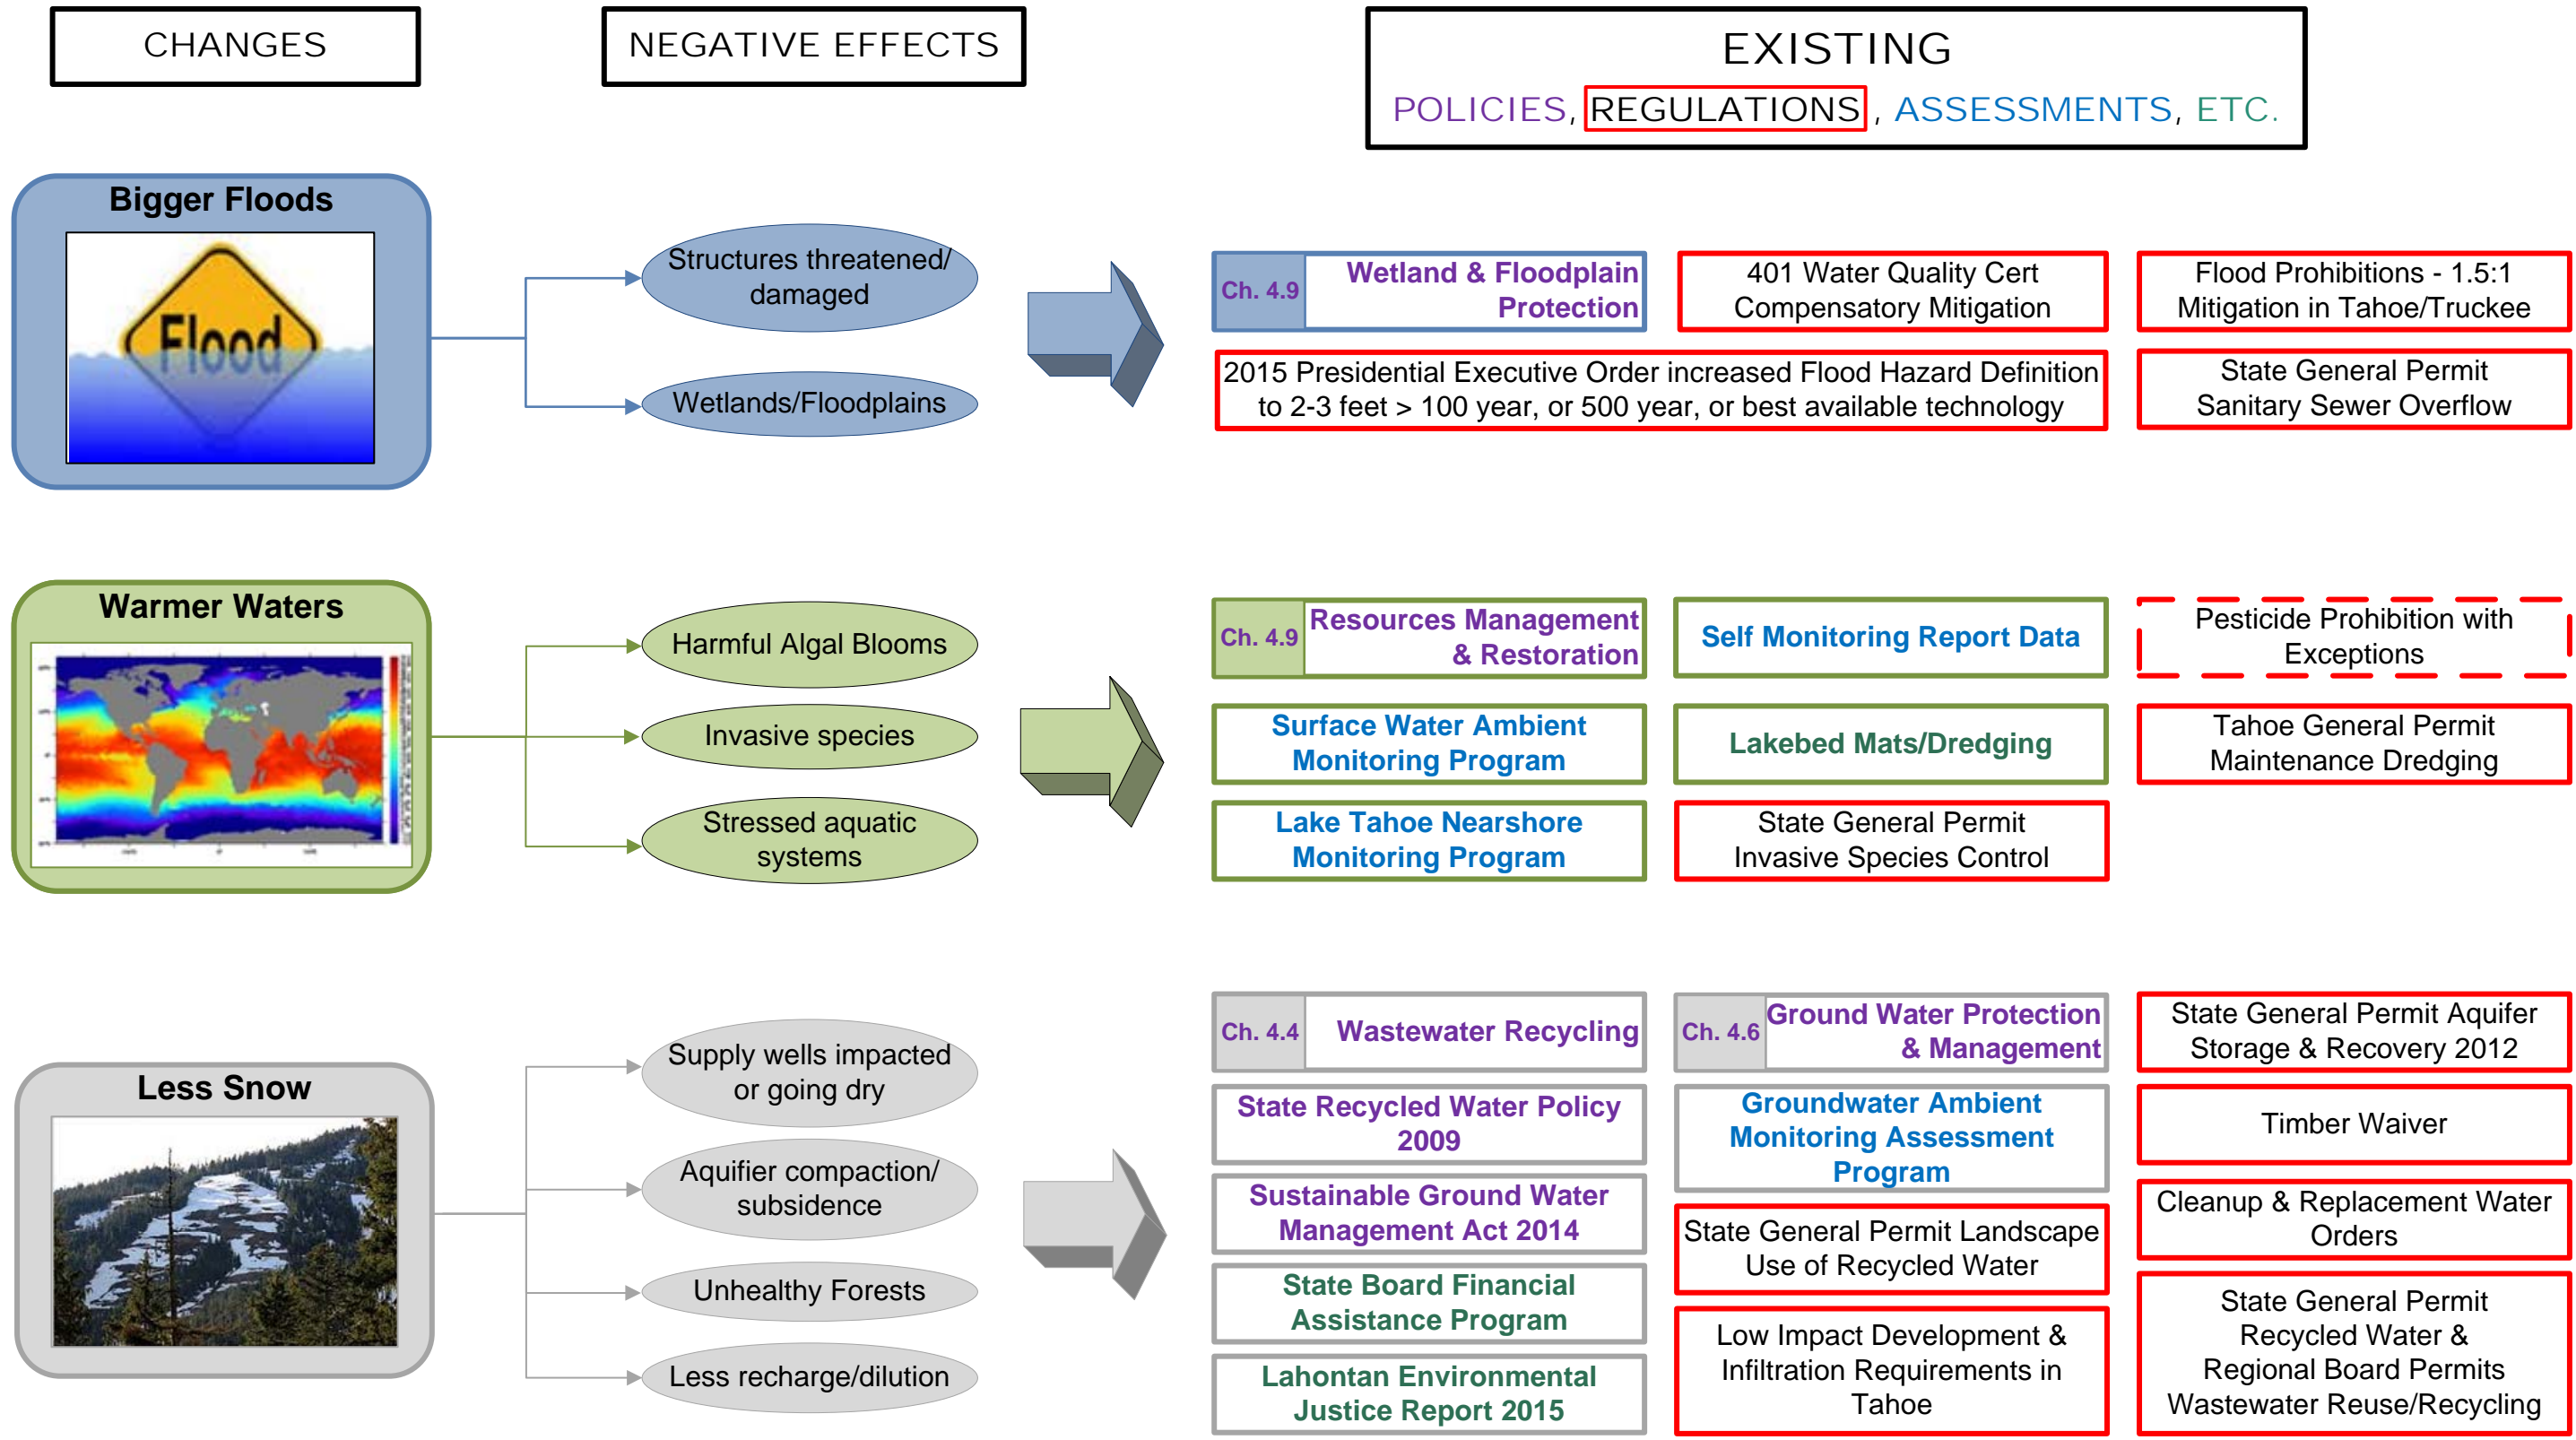 CHANGES
NEGATIVE EFFECTS
EXISTING
POLICIES, REGULATIONS, ASSESSMENTS, ETC.
Bigger Floods
Flood
Structures threatened/
damaged
Wetlands/Floodplains
Ch. 4.9
Wetland & Floodplain
Protection
401 Water Quality Cert
Compensatory Mitigation
Flood Prohibitions - 1.5:1
Mitigation in Tahoe/Truckee
2015 Presidential Executive Order increased Flood Hazard Definition
to 2-3 feet > 100 year, or 500 year, or best available technology
State General Permit
Sanitary Sewer Overflow
Warmer Waters
Harmful Algal Blooms
Invasive species
Stressed aquatic
systems
Ch. 4.9
Resources Management
& Restoration
Self Monitoring Report Data
Pesticide Prohibition with
Exceptions
Surface Water Ambient
Monitoring Program
Lakebed Mats/Dredging
Tahoe General Permit
Maintenance Dredging
Lake Tahoe Nearshore
Monitoring Program
State General Permit
Invasive Species Control
Less Snow
Supply wells impacted
or going dry
Aquifier compaction/
subsidence
Unhealthy Forests
Less recharge/dilution
Ch. 4.4
Wastewater Recycling
Ch. 4.6
Ground Water Protection
& Management
State General Permit Aquifer
Storage & Recovery 2012
State Recycled Water Policy
2009
Groundwater Ambient
Monitoring Assessment
Program
Timber Waiver
Sustainable Ground Water
Management Act 2014
State General Permit Landscape
Use of Recycled Water
Cleanup & Replacement Water
Orders
State Board Financial
Assistance Program
Low Impact Development &
Infiltration Requirements in
Tahoe
State General Permit
Recycled Water &
Regional Board Permits
Wastewater Reuse/Recycling
Lahontan Environmental
Justice Report 2015